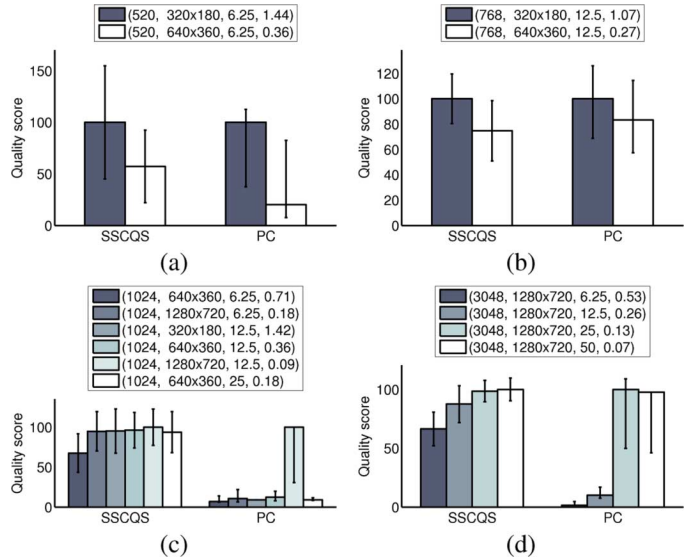 (520, 320x180, 6.25, 1.44)
(520, 640x360, 6.25, 0.36)
150
100
50
0
Quality score
SSCQS
PC
(a)
(768, 320x180, 12.5, 1.07)
(768, 640x360, 12.5, 0.27)
120
100
80
60
40
20
0
Quality score
SSCQS
PC
(b)
(1024, 640x360, 6.25, 0.71)
(1024, 1280x720, 6.25, 0.18)
(1024, 320x180, 12.5, 1.42)
(1024, 640x360, 12.5, 0.36)
(1024, 1280x720, 12.5, 0.09)
(1024, 640x360, 25, 0.18)
100
50
0
Quality score
SSCQS
PC
(c)
(3048, 1280x720, 6.25, 0.53)
(3048, 1280x720, 12.5, 0.26)
(3048, 1280x720, 25, 0.13)
(3048, 1280x720, 50, 0.07)
100
50
0
Quality score
SSCQS
PC
(d)